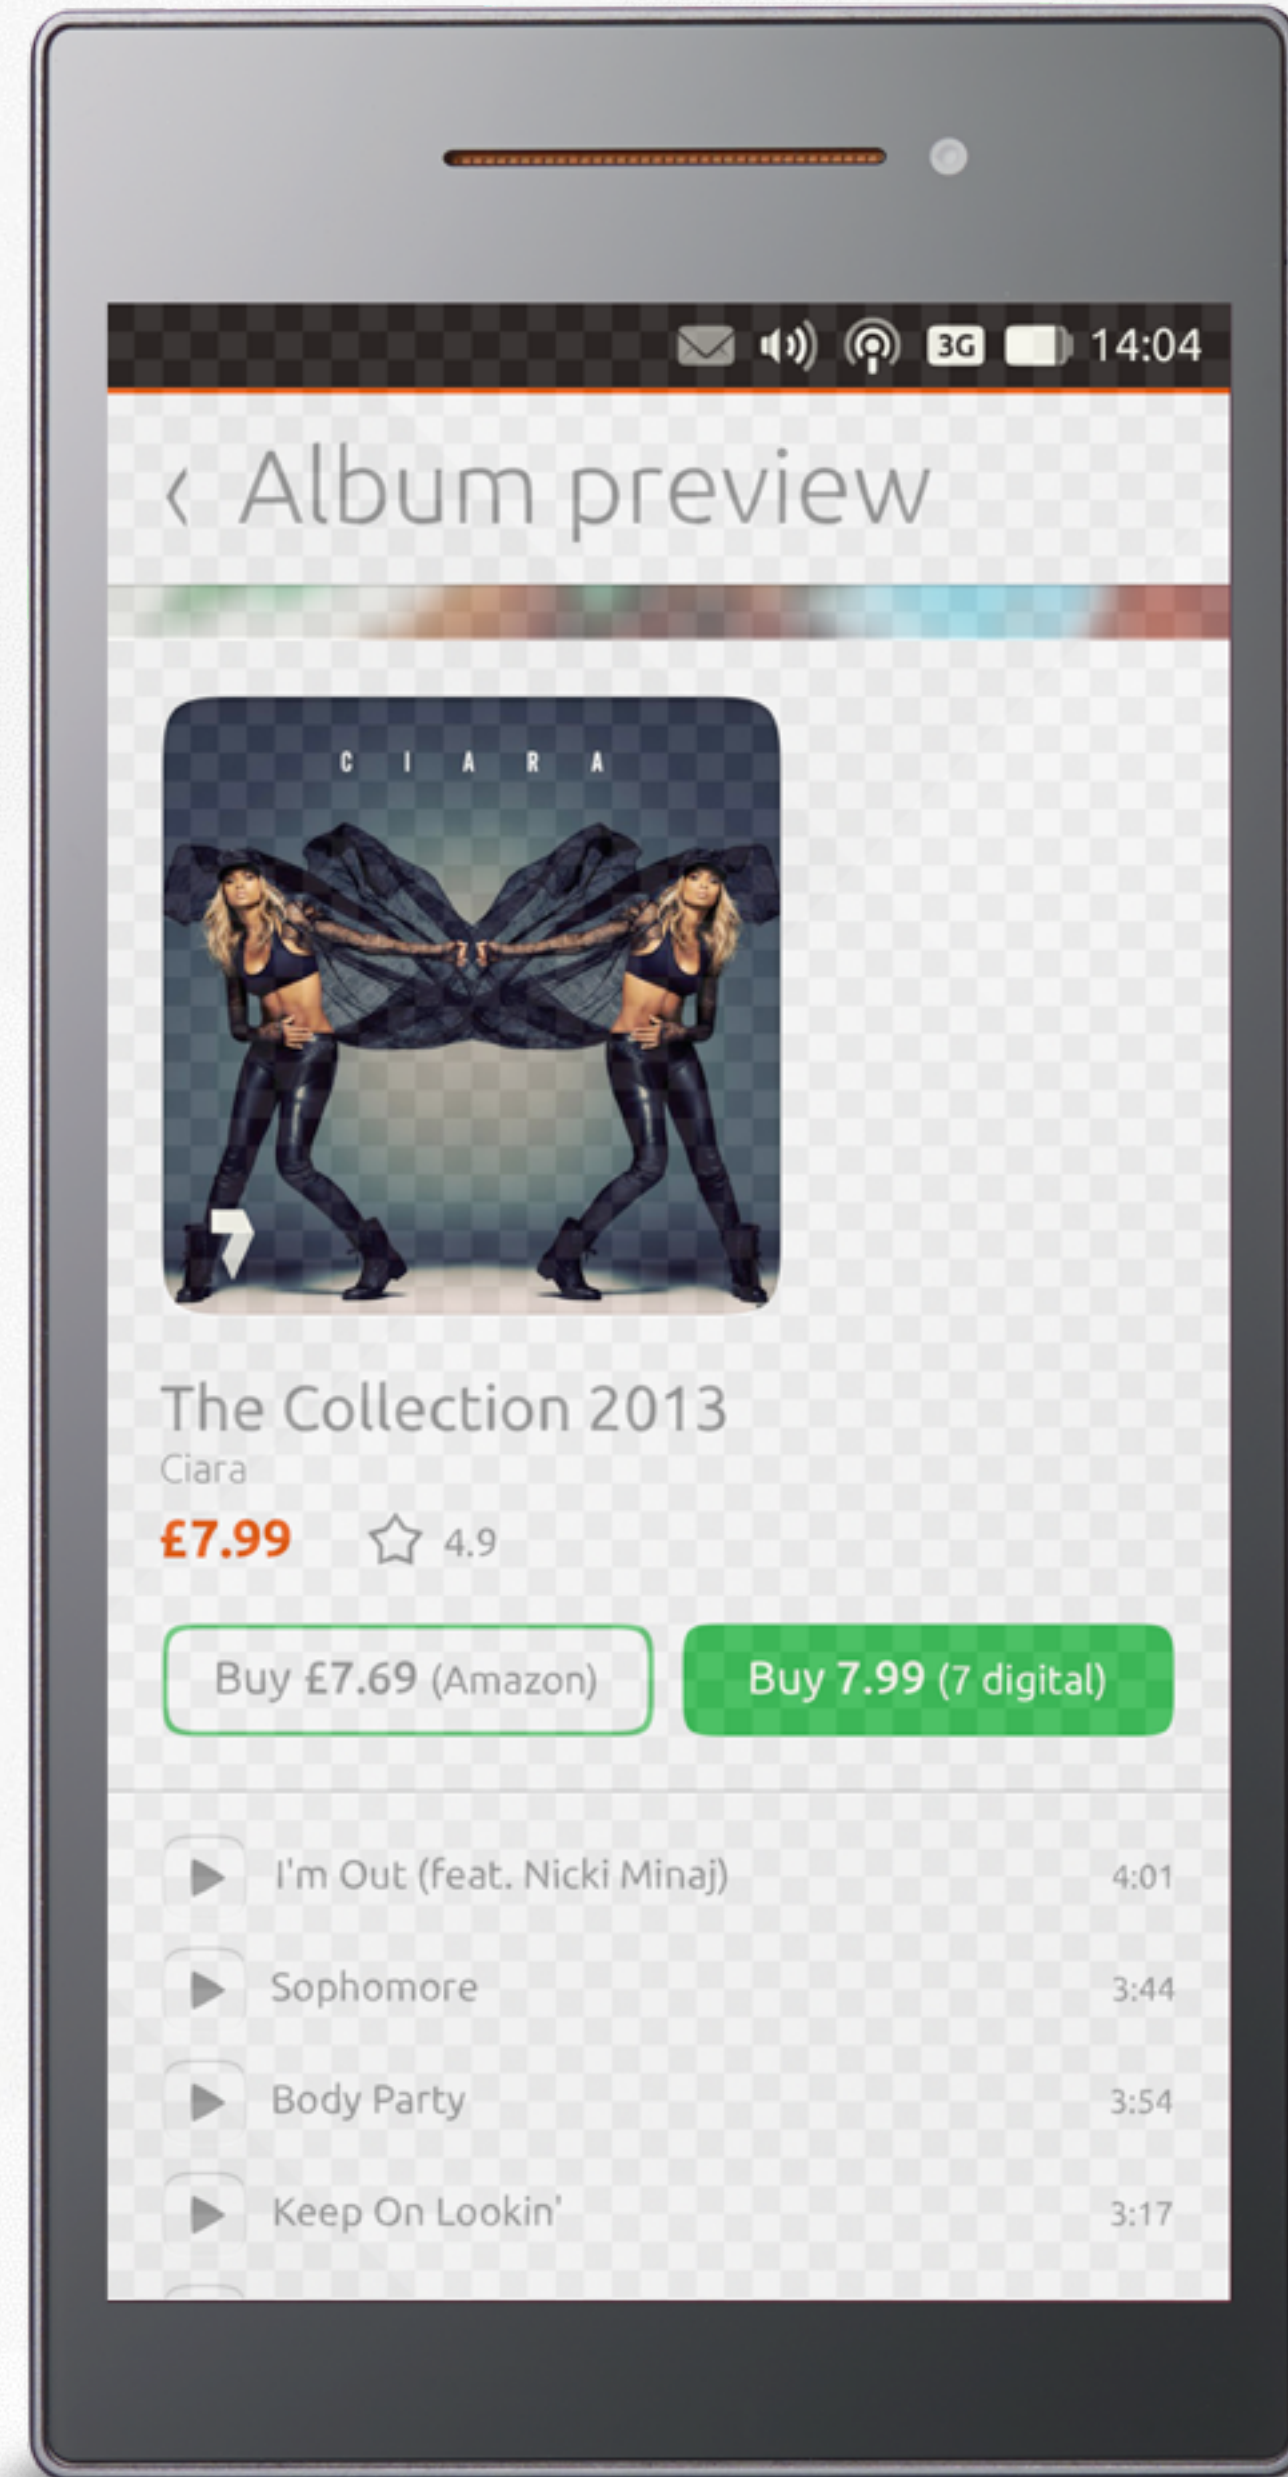 3G 14:04
‹ Album preview
C I A R A
7
The Collection 2013
Ciara
£7.99 4.9
Buy £7.69 (Amazon) Buy 7.99 (7 digital)
I'm Out (feat. Nicki Minaj) 4:01
Sophomore 3:44
Body Party 3:54
Keep On Lookin' 3:17